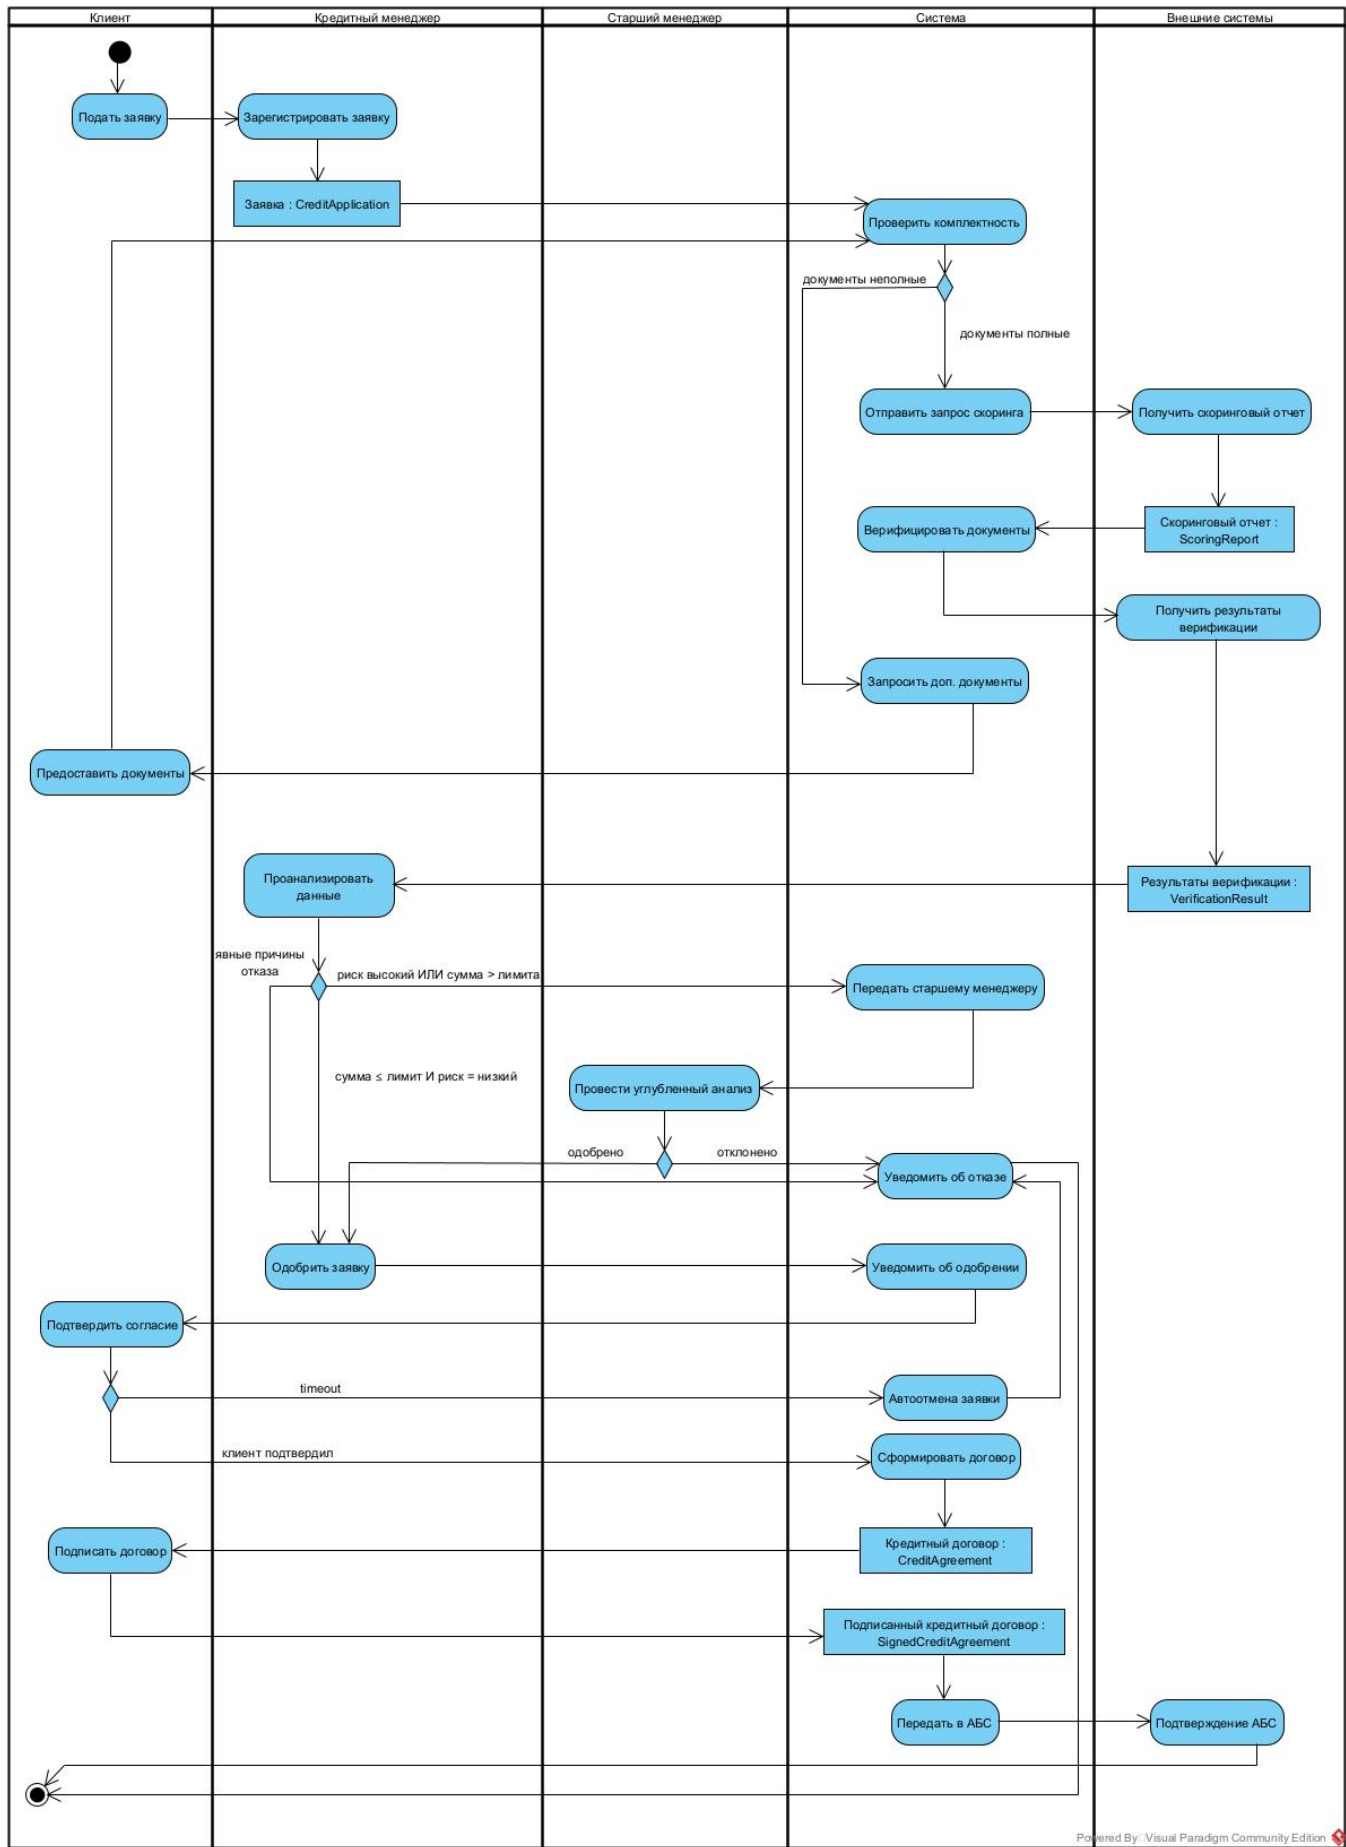 Клиент
Кредитный менеджер
Старший менеджер
Система
Внешние системы
Подать заявку
Зарегистрировать заявку
Заявка : CreditApplication
Проверить комплектность
документы неполные
документы полные
Отправить запрос скоринга
Получить скоринговый отчет
Верифицировать документы
Скоринговый отчет :
ScoringReport
Получить результаты
верификации
Запросить доп. документы
Предоставить документы
Проанализировать
данные
Результаты верификации :
VerificationResult
явные причины
отказа
риск высокий ИЛИ сумма > лимита
Передать старшему менеджеру
сумма ≤ лимит И риск = низкий
Провести углубленный анализ
одобрено
отклонено
Уведомить об отказе
Одобрить заявку
Уведомить об одобрении
Подтвердить согласие
timeout
Автоотмена заявки
клиент подтвердил
Сформировать договор
Подписать договор
Кредитный договор :
CreditAgreement
Подписанный кредитный договор :
SignedCreditAgreement
Передать в АБС
Подтверждение АБС
Powered By Visual Paradigm Community Edition